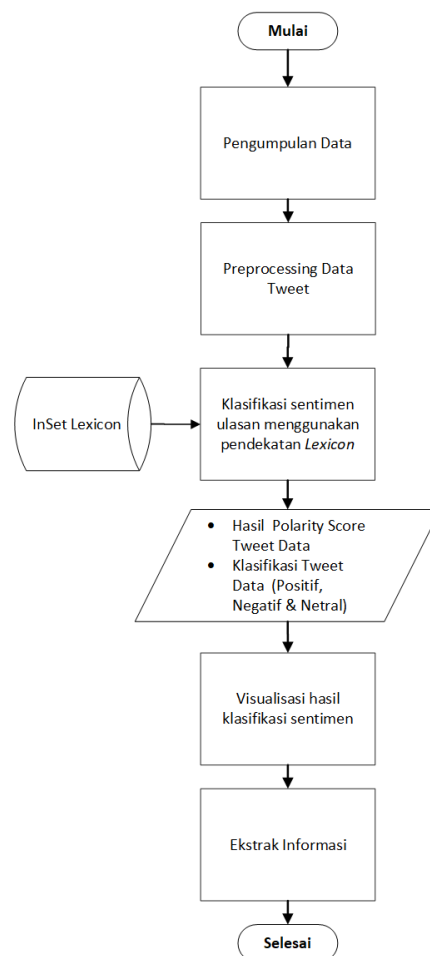 Mulai
Pengumpulan Data
Preprocessing Data
Tweet
InSet Lexicon
Klasifikasi sentimen
ulasan menggunakan
pendekatan Lexicon
• Hasil Polarity Score
Tweet Data
• Klasifikasi Tweet
Data (Positif,
Negatif & Netral)
Visualisasi hasil
klasifikasi sentimen
Ekstrak Informasi
Selesai